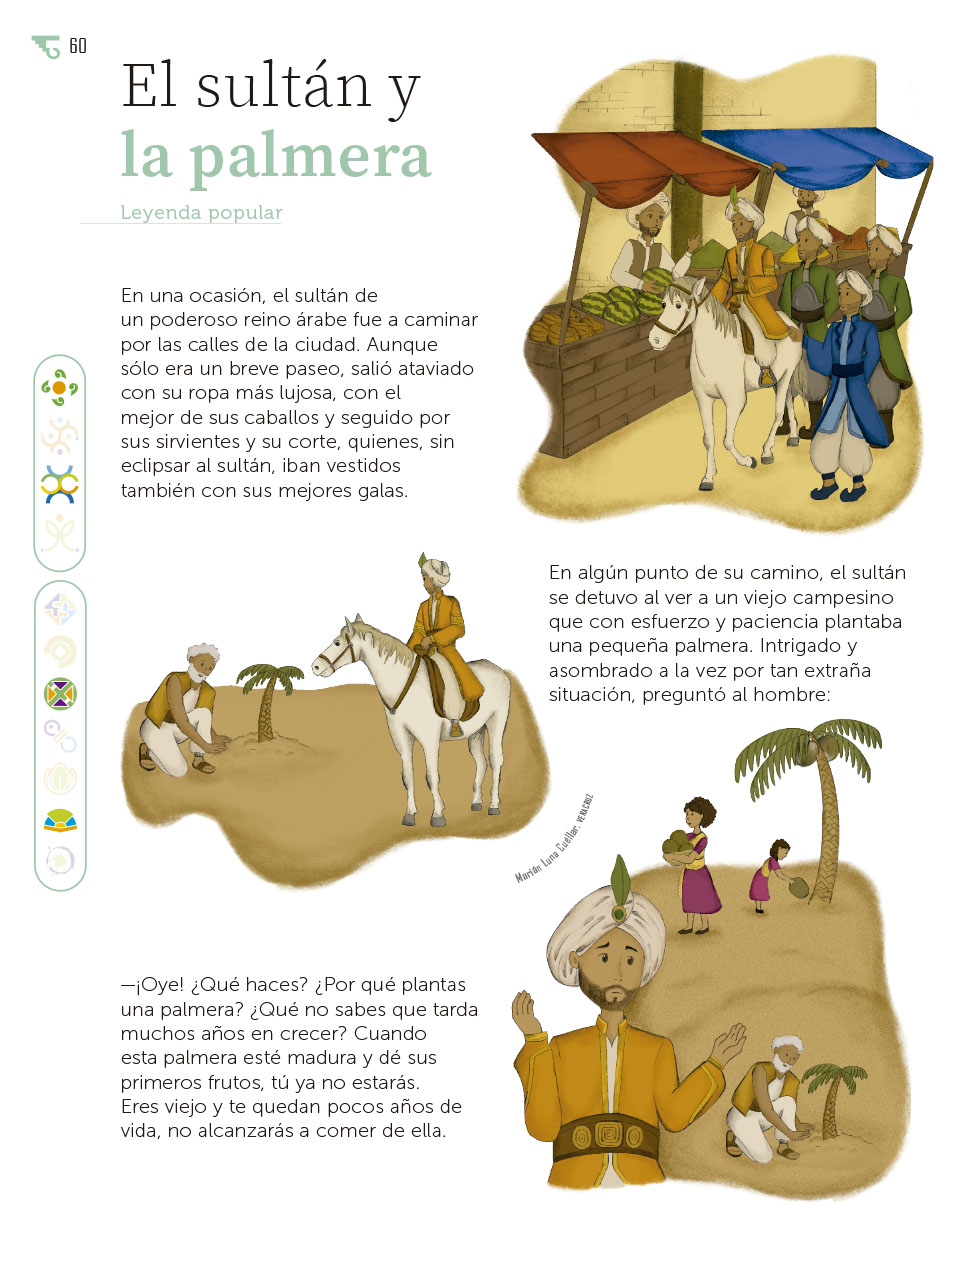 60
El sultán y
la palmera
Leyenda popular
En una ocasión, el sultán de
un poderoso reino árabe fue a caminar
por las calles de la ciudad. Aunque
sólo era un breve paseo, salió ataviado
con su ropa más lujosa, con el
mejor de sus caballos y seguido por
sus sirvientes y su corte, quienes, sin
eclipsar al sultán, iban vestidos
también con sus mejores galas.
En algún punto de su camino, el sultán
se detuvo al ver a un viejo campesino
que con esfuerzo y paciencia plantaba
una pequeña palmera. Intrigado y
asombrado a la vez por tan extraña
situación, preguntó al hombre:
Marián Luna Cuéllar, VERACRUZ
—¡Oye! ¿Qué haces? ¿Por qué plantas
una palmera? ¿Qué no sabes que tarda
muchos años en crecer? Cuando
esta palmera esté madura y dé sus
primeros frutos, tú ya no estarás.
Eres viejo y te quedan pocos años de
vida, no alcanzarás a comer de ella.